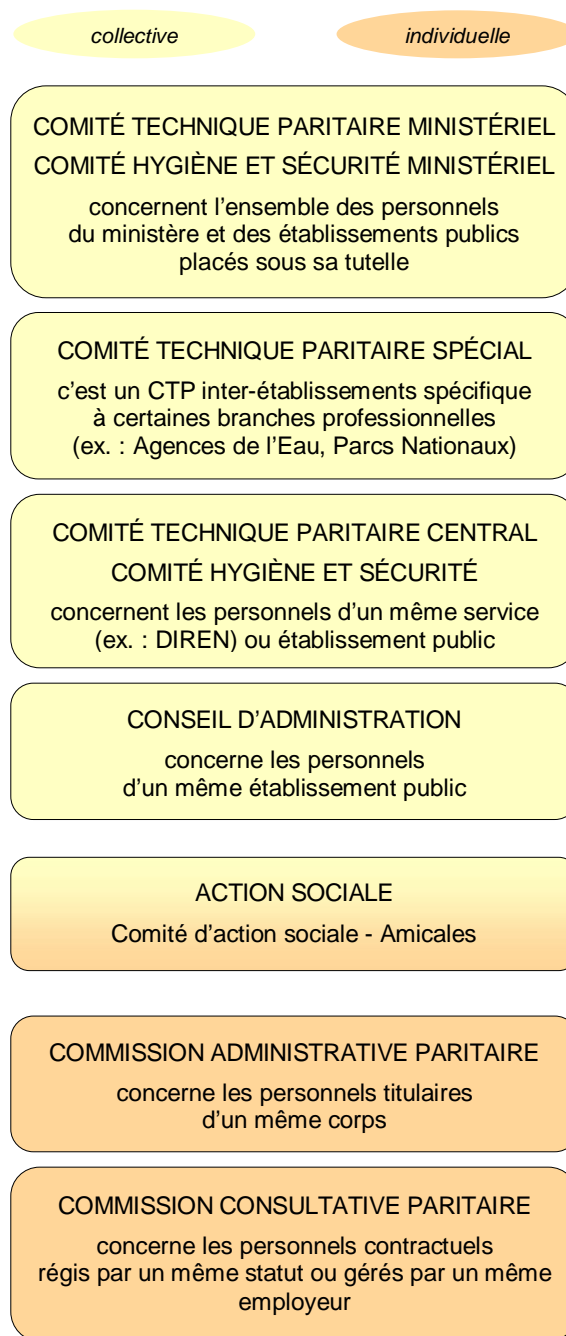 collective
individuelle
COMITÉ TECHNIQUE PARITAIRE MINISTÉRIEL
COMITÉ HYGIÈNE ET SÉCURITÉ MINISTÉRIEL
concernent l'ensemble des personnels
du ministère et des établissements publics
placés sous sa tutelle
COMITÉ TECHNIQUE PARITAIRE SPÉCIAL
c'est un CTP inter-établissements spécifique
à certaines branches professionnelles
(ex. : Agences de l'Eau, Parcs Nationaux)
COMITÉ TECHNIQUE PARITAIRE CENTRAL
COMITÉ HYGIÈNE ET SÉCURITÉ
concernent les personnels d'un même service
(ex. : DIREN) ou établissement public
CONSEIL D'ADMINISTRATION
concerne les personnels
d'un même établissement public
ACTION SOCIALE
Comité d'action sociale - Amicales
COMMISSION ADMINISTRATIVE PARITAIRE
concerne les personnels titulaires
d'un même corps
COMMISSION CONSULTATIVE PARITAIRE
concerne les personnels contractuels
régis par un même statut ou gérés par un même
employeur